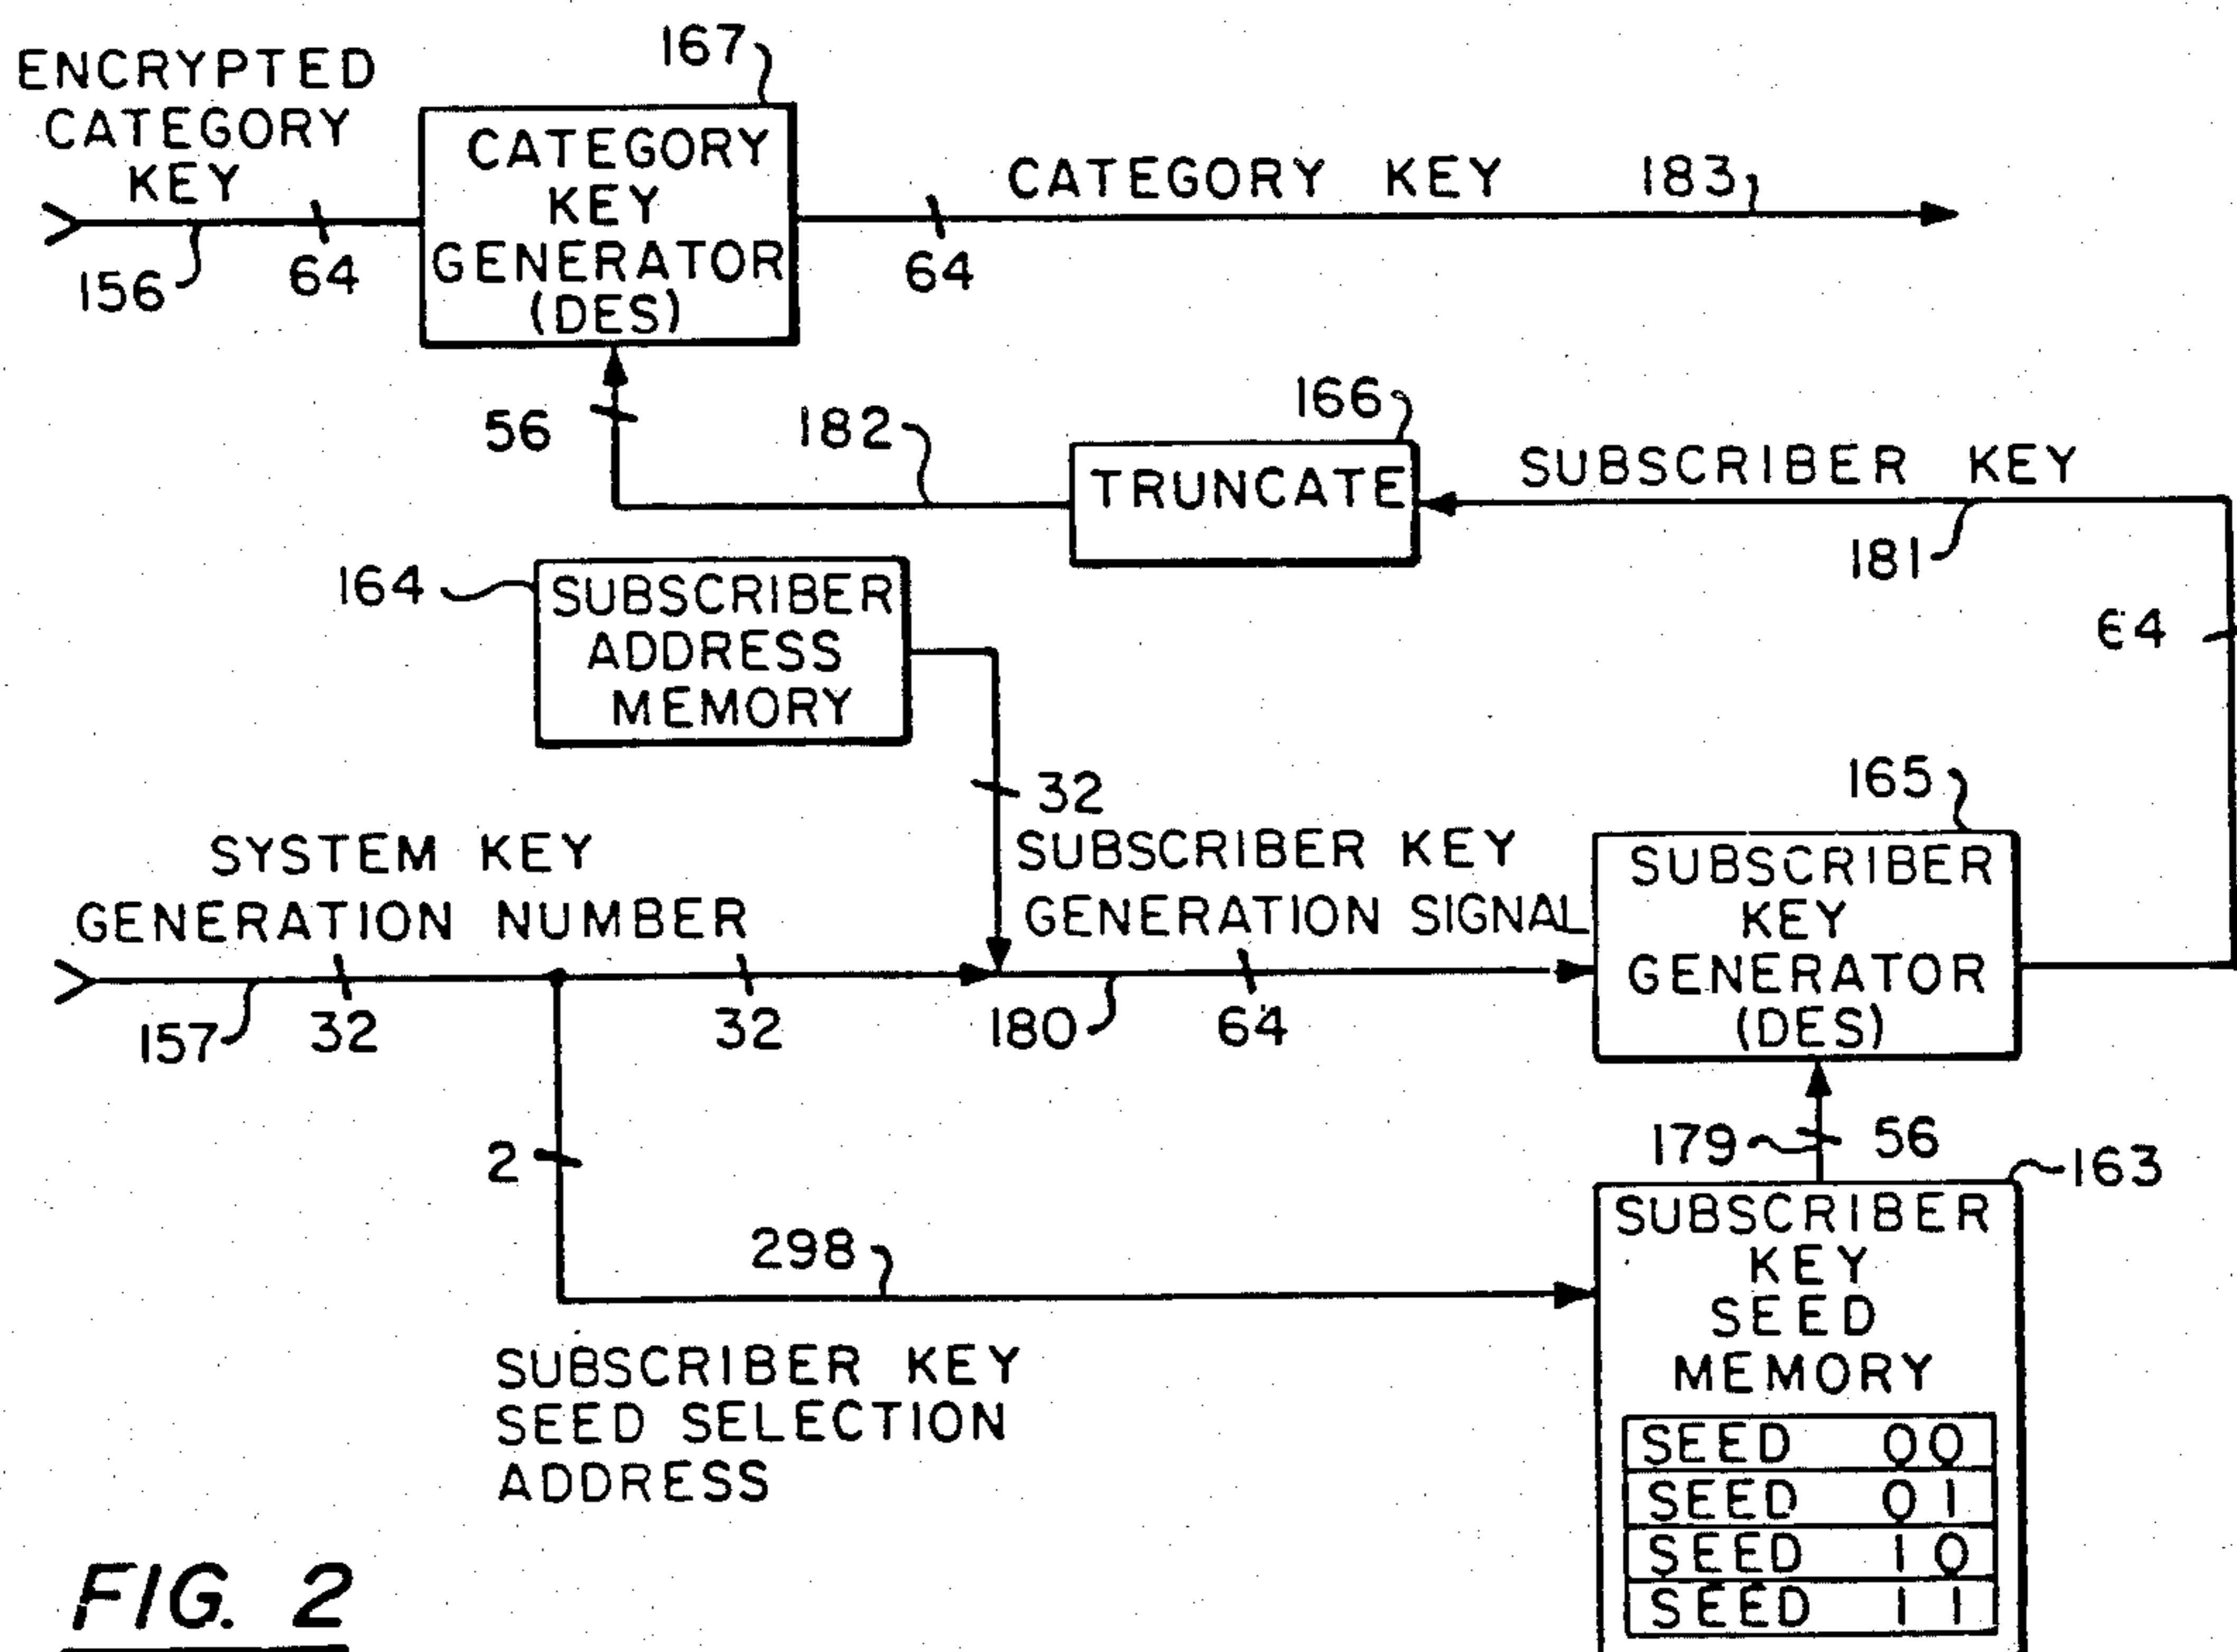 167
ENCRYPTED
CATEGORY
KEY
156
64
CATEGORY
KEY
GENERATOR
(DES)
CATEGORY KEY
183
64
56
182
166
TRUNCATE
SUBSCRIBER KEY
181
64
164
SUBSCRIBER
ADDRESS
MEMORY
32
165
SYSTEM KEY
GENERATION NUMBER
157
32
32
SUBSCRIBER KEY
GENERATION SIGNAL
180
64
SUBSCRIBER
KEY
GENERATOR
(DES)
2
179
56
163
298
SUBSCRIBER KEY
SEED SELECTION
ADDRESS
SUBSCRIBER
KEY
SEED
MEMORY
SEED 00
SEED 01
SEED 10
SEED 11
FIG. 2